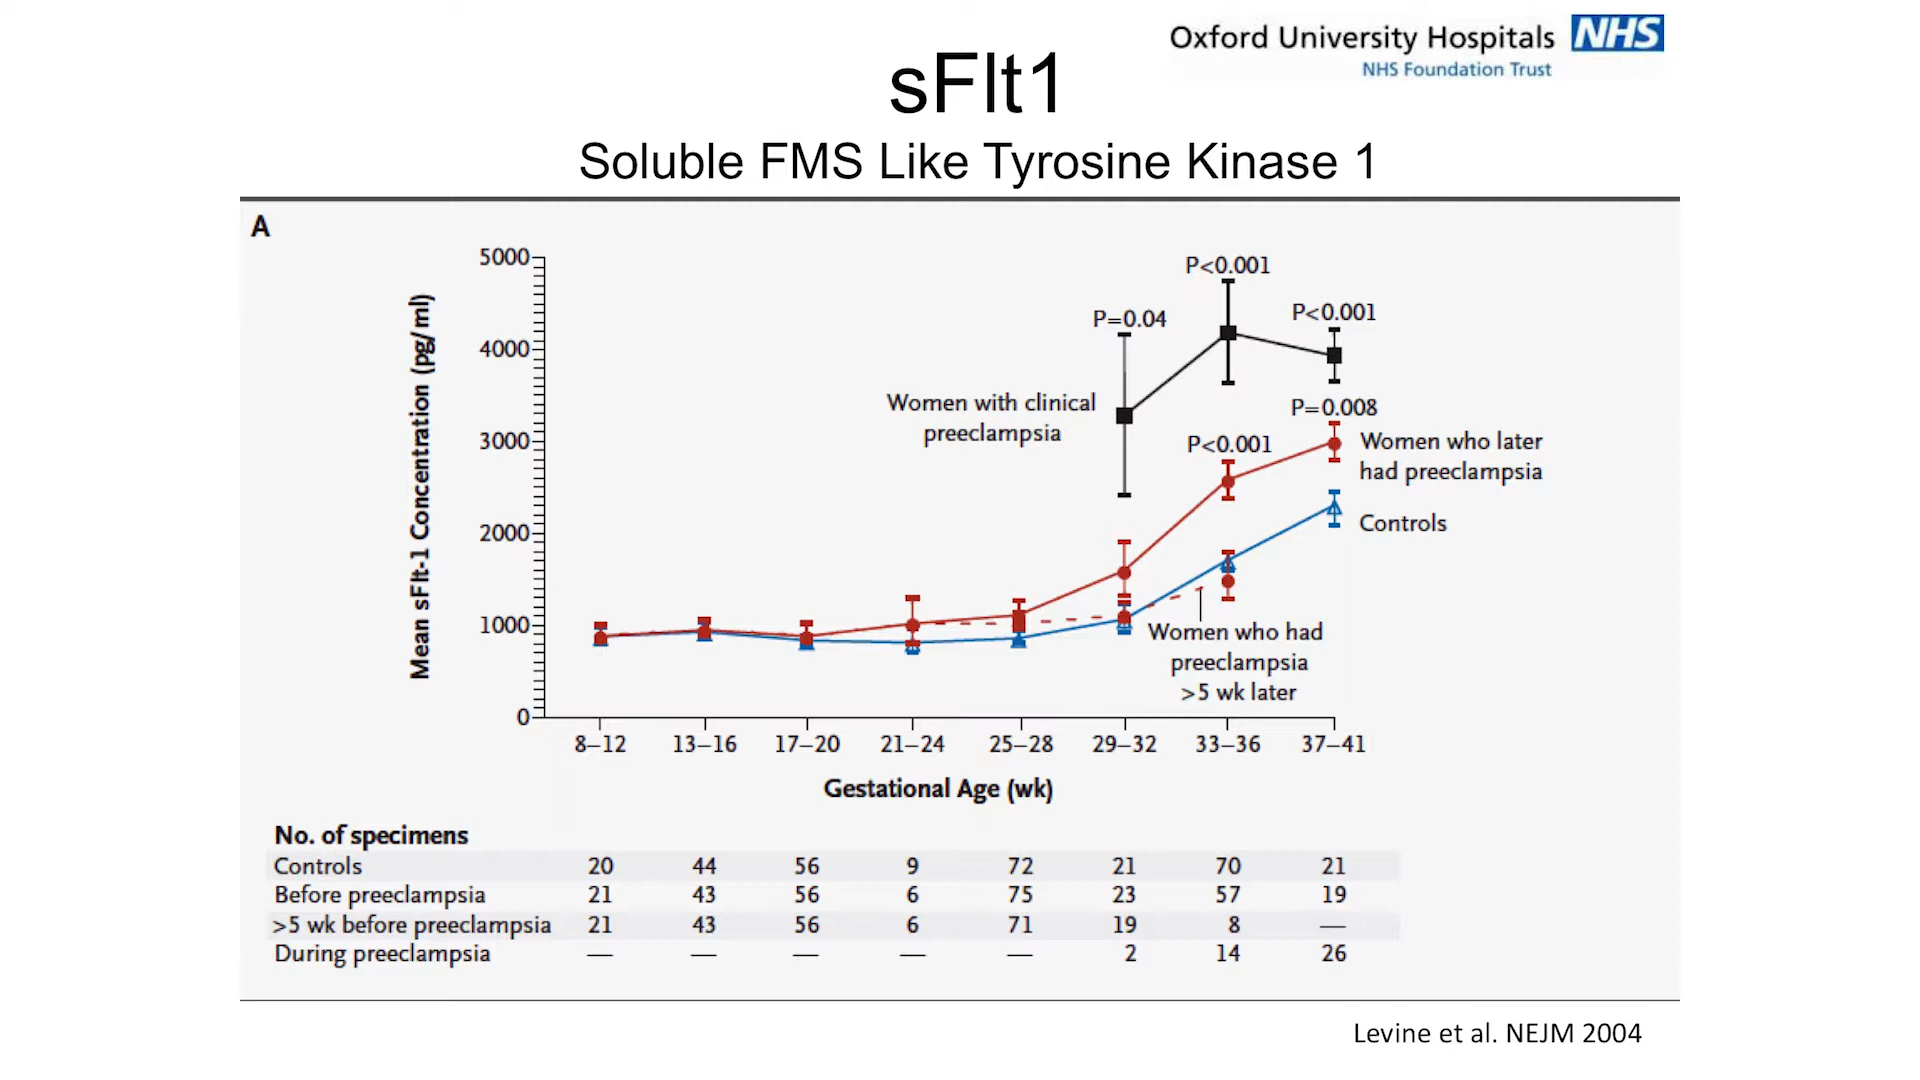 Oxford University Hospitals NHS
NHS Foundation Trust
sFlt1
Soluble FMS Like Tyrosine Kinase 1
A
Mean sFlt-1 Concentration (pg/ml)
5000
4000
3000
2000
1000
0
P<0.001
P=0.04
P<0.001
Women with clinical
preeclampsia
P=0.008
P<0.001
Women who later
had preeclampsia
Controls
Women who had
preeclampsia
>5 wk later
8–12 13–16 17–20 21–24 25–28 29–32 33–36 37–41
Gestational Age (wk)
No. of specimens
Controls 20 44 56 9 72 21 70 21
Before preeclampsia 21 43 56 6 75 23 57 19
>5 wk before preeclampsia 21 43 56 6 71 19 8 —
During preeclampsia — — — — — 2 14 26
Levine et al. NEJM 2004